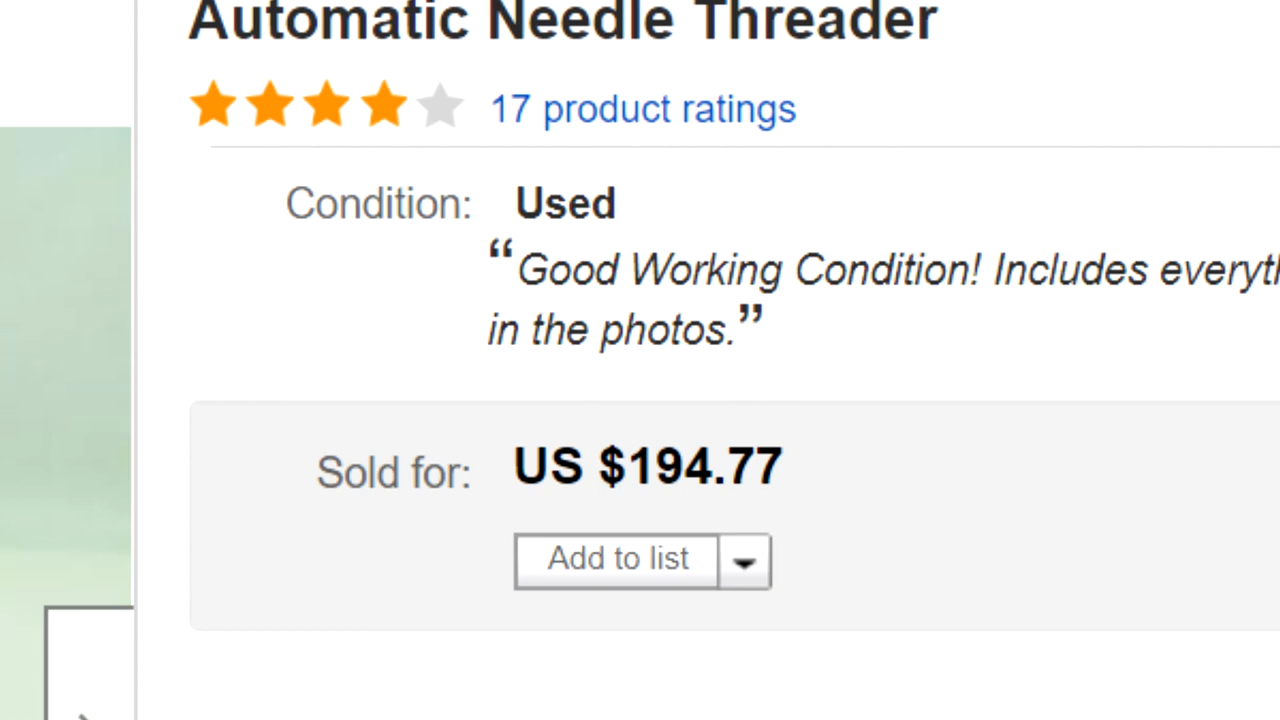 Automatic Needle Threader
17 product ratings
Condition: Used
“Good Working Condition! Includes
in the photos.”
Sold for: US $194.77
Add to list